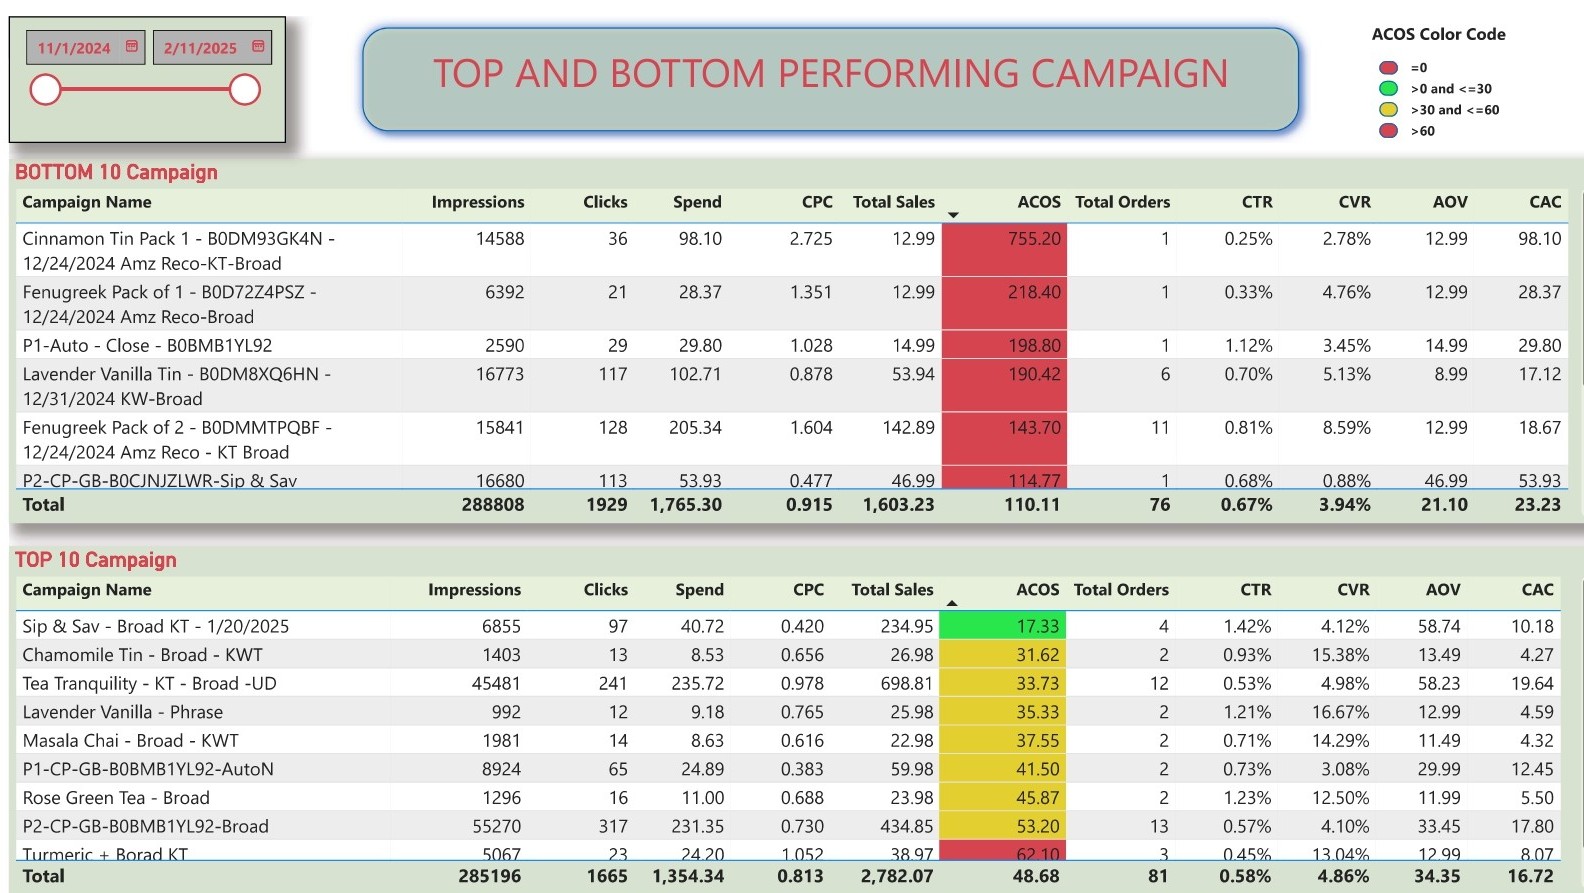 11/1/2024 2/11/2025
TOP AND BOTTOM PERFORMING CAMPAIGN
ACOS Color Code
=0
>0 and <=30
>30 and <=60
>60
BOTTOM 10 Campaign
Campaign Name Impressions Clicks Spend CPC Total Sales ACOS Total Orders CTR CVR AOV CAC
Cinnamon Tin Pack 1 - B0DM93GK4N - 14588 36 98.10 2.725 12.99 755.20 1 0.25% 2.78% 12.99 98.10
12/24/2024 Amz Reco-KT-Broad
Fenugreek Pack of 1 - B0D72Z4PSZ - 6392 21 28.37 1.351 12.99 218.40 1 0.33% 4.76% 12.99 28.37
12/24/2024 Amz Reco-Broad
P1-Auto - Close - B0BMB1YL92 2590 29 29.80 1.028 14.99 198.80 1 1.12% 3.45% 14.99 29.80
Lavender Vanilla Tin - B0DM8XQ6HN - 16773 117 102.71 0.878 53.94 190.42 6 0.70% 5.13% 8.99 17.12
12/31/2024 KW-Broad
Fenugreek Pack of 2 - B0DMMTPQBF - 15841 128 205.34 1.604 142.89 143.70 11 0.81% 8.59% 12.99 18.67
12/24/2024 Amz Reco - KT Broad
P2-CP-GB-B0CJNJZLWR-Sip & Sav 16680 113 53.93 0.477 46.99 114.77 1 0.68% 0.88% 46.99 53.93
Total 288808 1929 1,765.30 0.915 1,603.23 110.11 76 0.67% 3.94% 21.10 23.23
TOP 10 Campaign
Campaign Name Impressions Clicks Spend CPC Total Sales ACOS Total Orders CTR CVR AOV CAC
Sip & Sav - Broad KT - 1/20/2025 6855 97 40.72 0.420 234.95 17.33 4 1.42% 4.12% 58.74 10.18
Chamomile Tin - Broad - KWT 1403 13 8.53 0.656 26.98 31.62 2 0.93% 15.38% 13.49 4.27
Tea Tranquility - KT - Broad -UD 45481 241 235.72 0.978 698.81 33.73 12 0.53% 4.98% 58.23 19.64
Lavender Vanilla - Phrase 992 12 9.18 0.765 25.98 35.33 2 1.21% 16.67% 12.99 4.59
Masala Chai - Broad - KWT 1981 14 8.63 0.616 22.98 37.55 2 0.71% 14.29% 11.49 4.32
P1-CP-GB-B0BMB1YL92-AutoN 8924 65 24.89 0.383 59.98 41.50 2 0.73% 3.08% 29.99 12.45
Rose Green Tea - Broad 1296 16 11.00 0.688 23.98 45.87 2 1.23% 12.50% 11.99 5.50
P2-CP-GB-B0BMB1YL92-Broad 55270 317 231.35 0.730 434.85 53.20 13 0.57% 4.10% 33.45 17.80
Turmeric + Borad KT 5067 23 24.20 1.052 38.97 62.10 3 0.45% 13.04% 12.99 8.07
Total 285196 1665 1,354.34 0.813 2,782.07 48.68 81 0.58% 4.86% 34.35 16.72